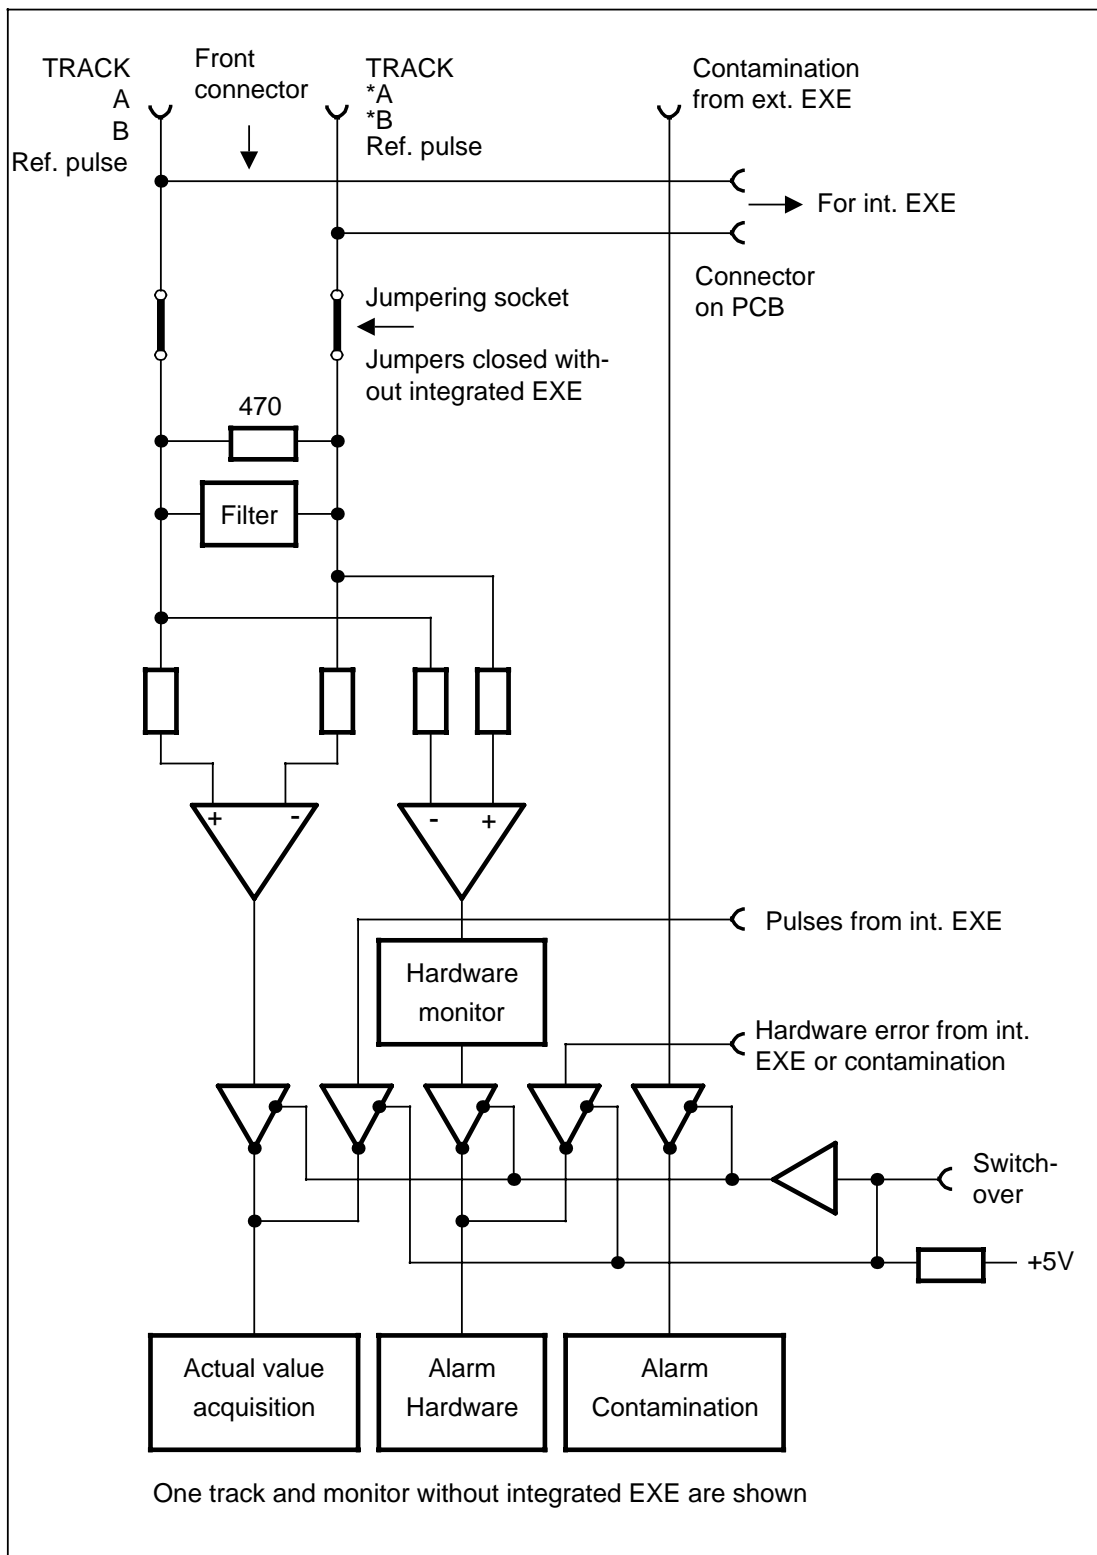 TRACK
A
B
Ref. pulse
Front
connector
TRACK
*A
*B
Ref. pulse
Contamination
from ext. EXE
For int. EXE
Connector
on PCB
Jumpering socket
Jumpers closed with-
out integrated EXE
470
Filter
+ -
- +
Pulses from int. EXE
Hardware
monitor
Hardware error from int.
EXE or contamination
Switch-
over
+5V
Actual value
acquisition
Alarm
Hardware
Alarm
Contamination
One track and monitor without integrated EXE are shown